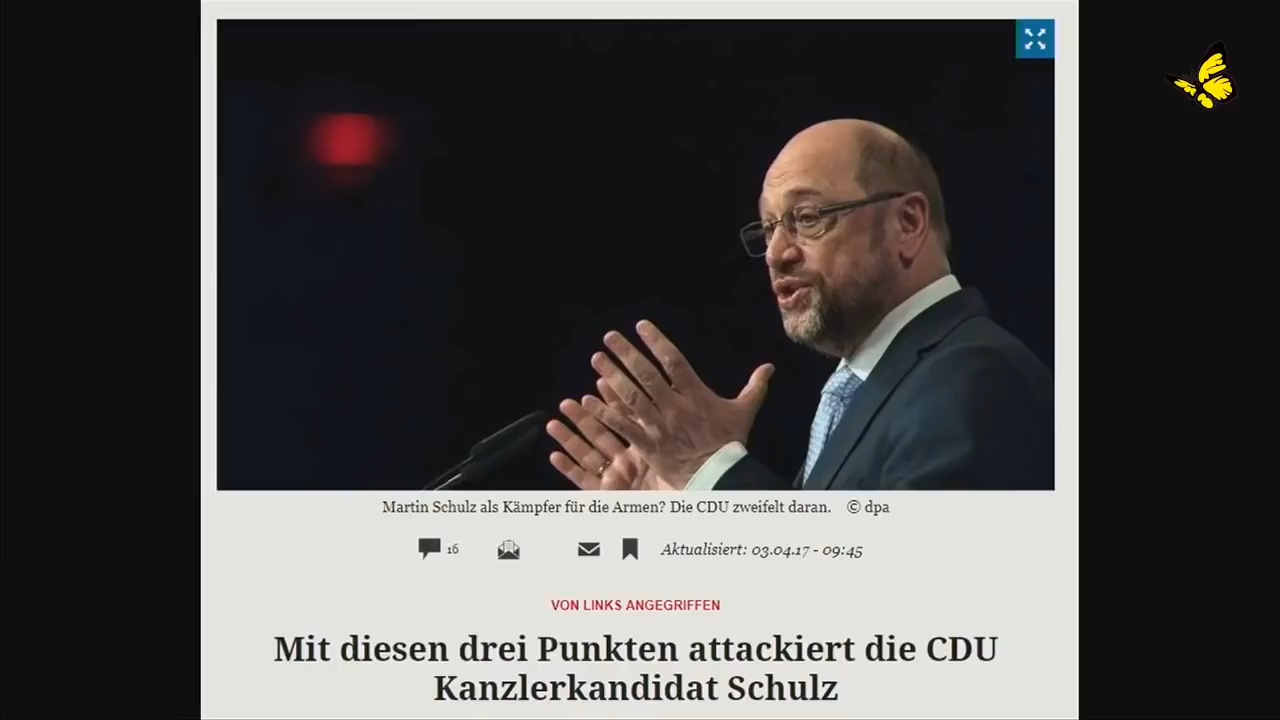 Martin Schulz als Kämpfer für die Armen? Die CDU zweifelt daran. © dpa
16
Aktualisiert: 03.04.17 - 09:45
VON LINKS ANGEGRIFFEN
Mit diesen drei Punkten attackiert die CDU
Kanzlerkandidat Schulz